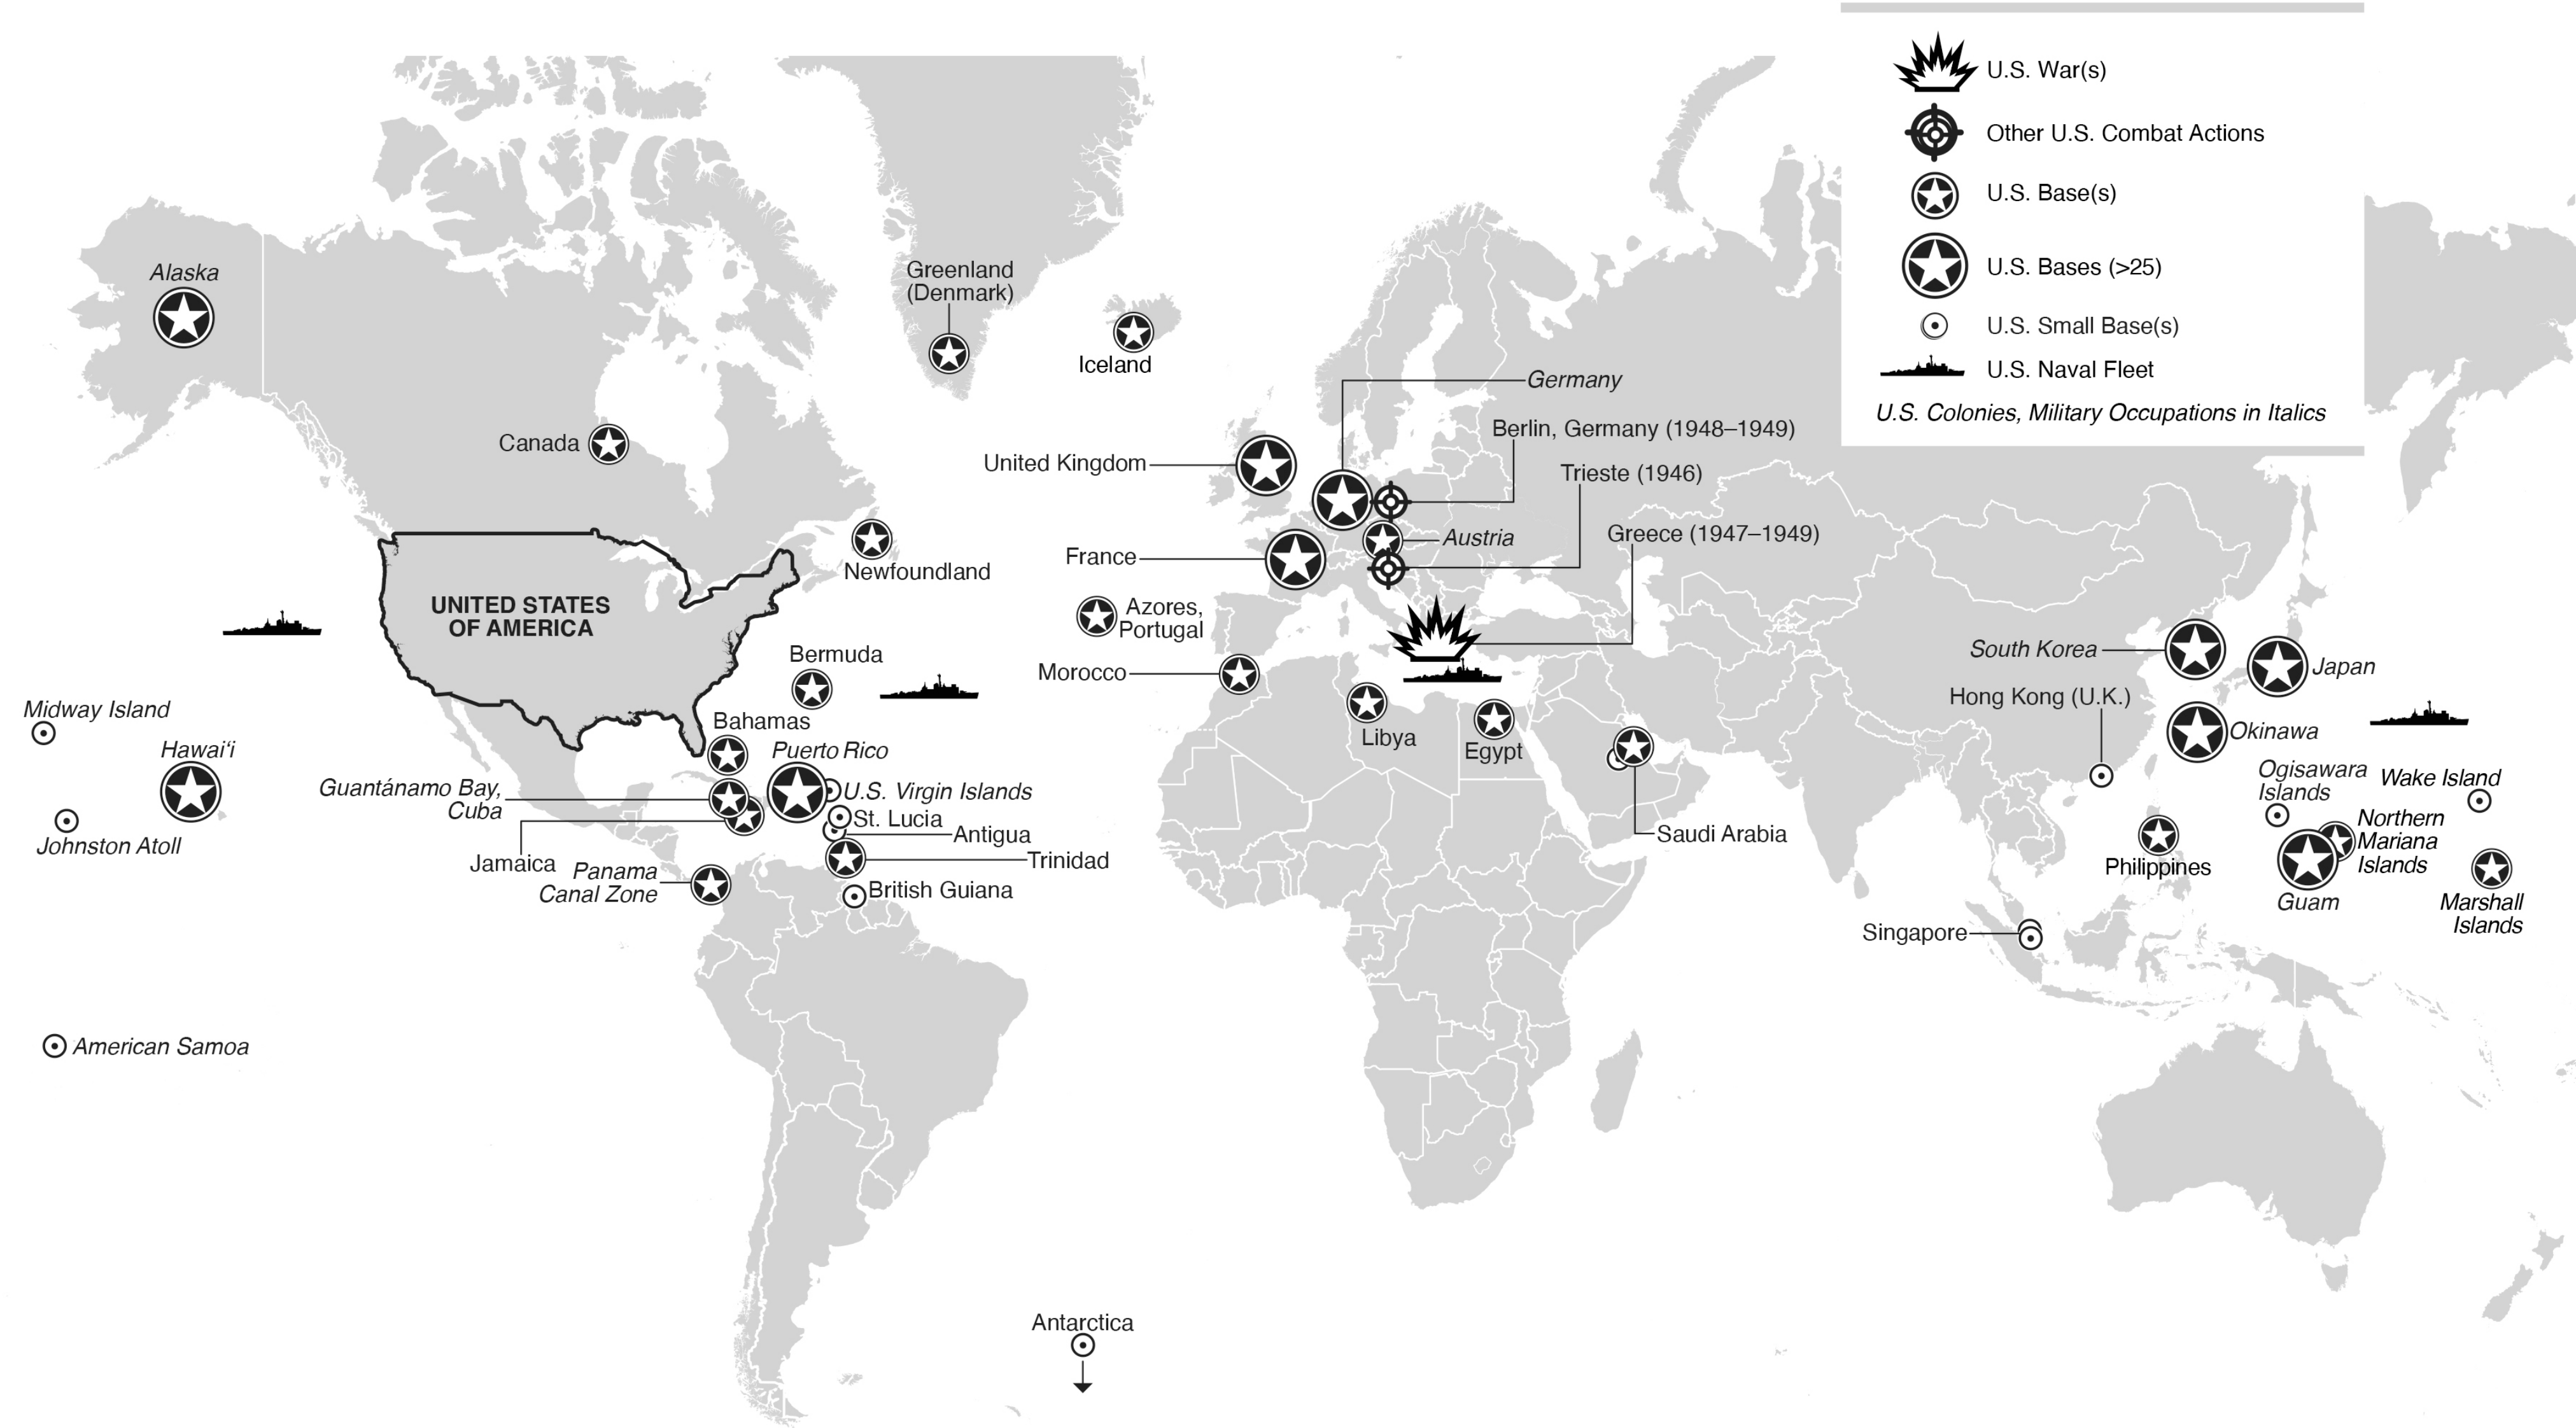 U.S. War(s)
Other U.S. Combat Actions
U.S. Base(s)
U.S. Bases (>25)
U.S. Small Base(s)
U.S. Naval Fleet
U.S. Colonies, Military Occupations in Italics
Alaska
Greenland
(Denmark)
Iceland
Canada
Newfoundland
UNITED STATES
OF AMERICA
Bermuda
Bahamas
Puerto Rico
Midway Island
Hawai‘i
Johnston Atoll
Guantánamo Bay,
Cuba
U.S. Virgin Islands
St. Lucia
Antigua
Jamaica
Trinidad
Panama
Canal Zone
British Guiana
American Samoa
Antarctica
Germany
Berlin, Germany (1948–1949)
United Kingdom
Trieste (1946)
Austria
Greece (1947–1949)
France
Azores,
Portugal
Morocco
Libya
Egypt
Saudi Arabia
South Korea
Japan
Hong Kong (U.K.)
Okinawa
Ogisawara
Islands
Wake Island
Northern
Mariana
Islands
Philippines
Guam
Marshall
Islands
Singapore